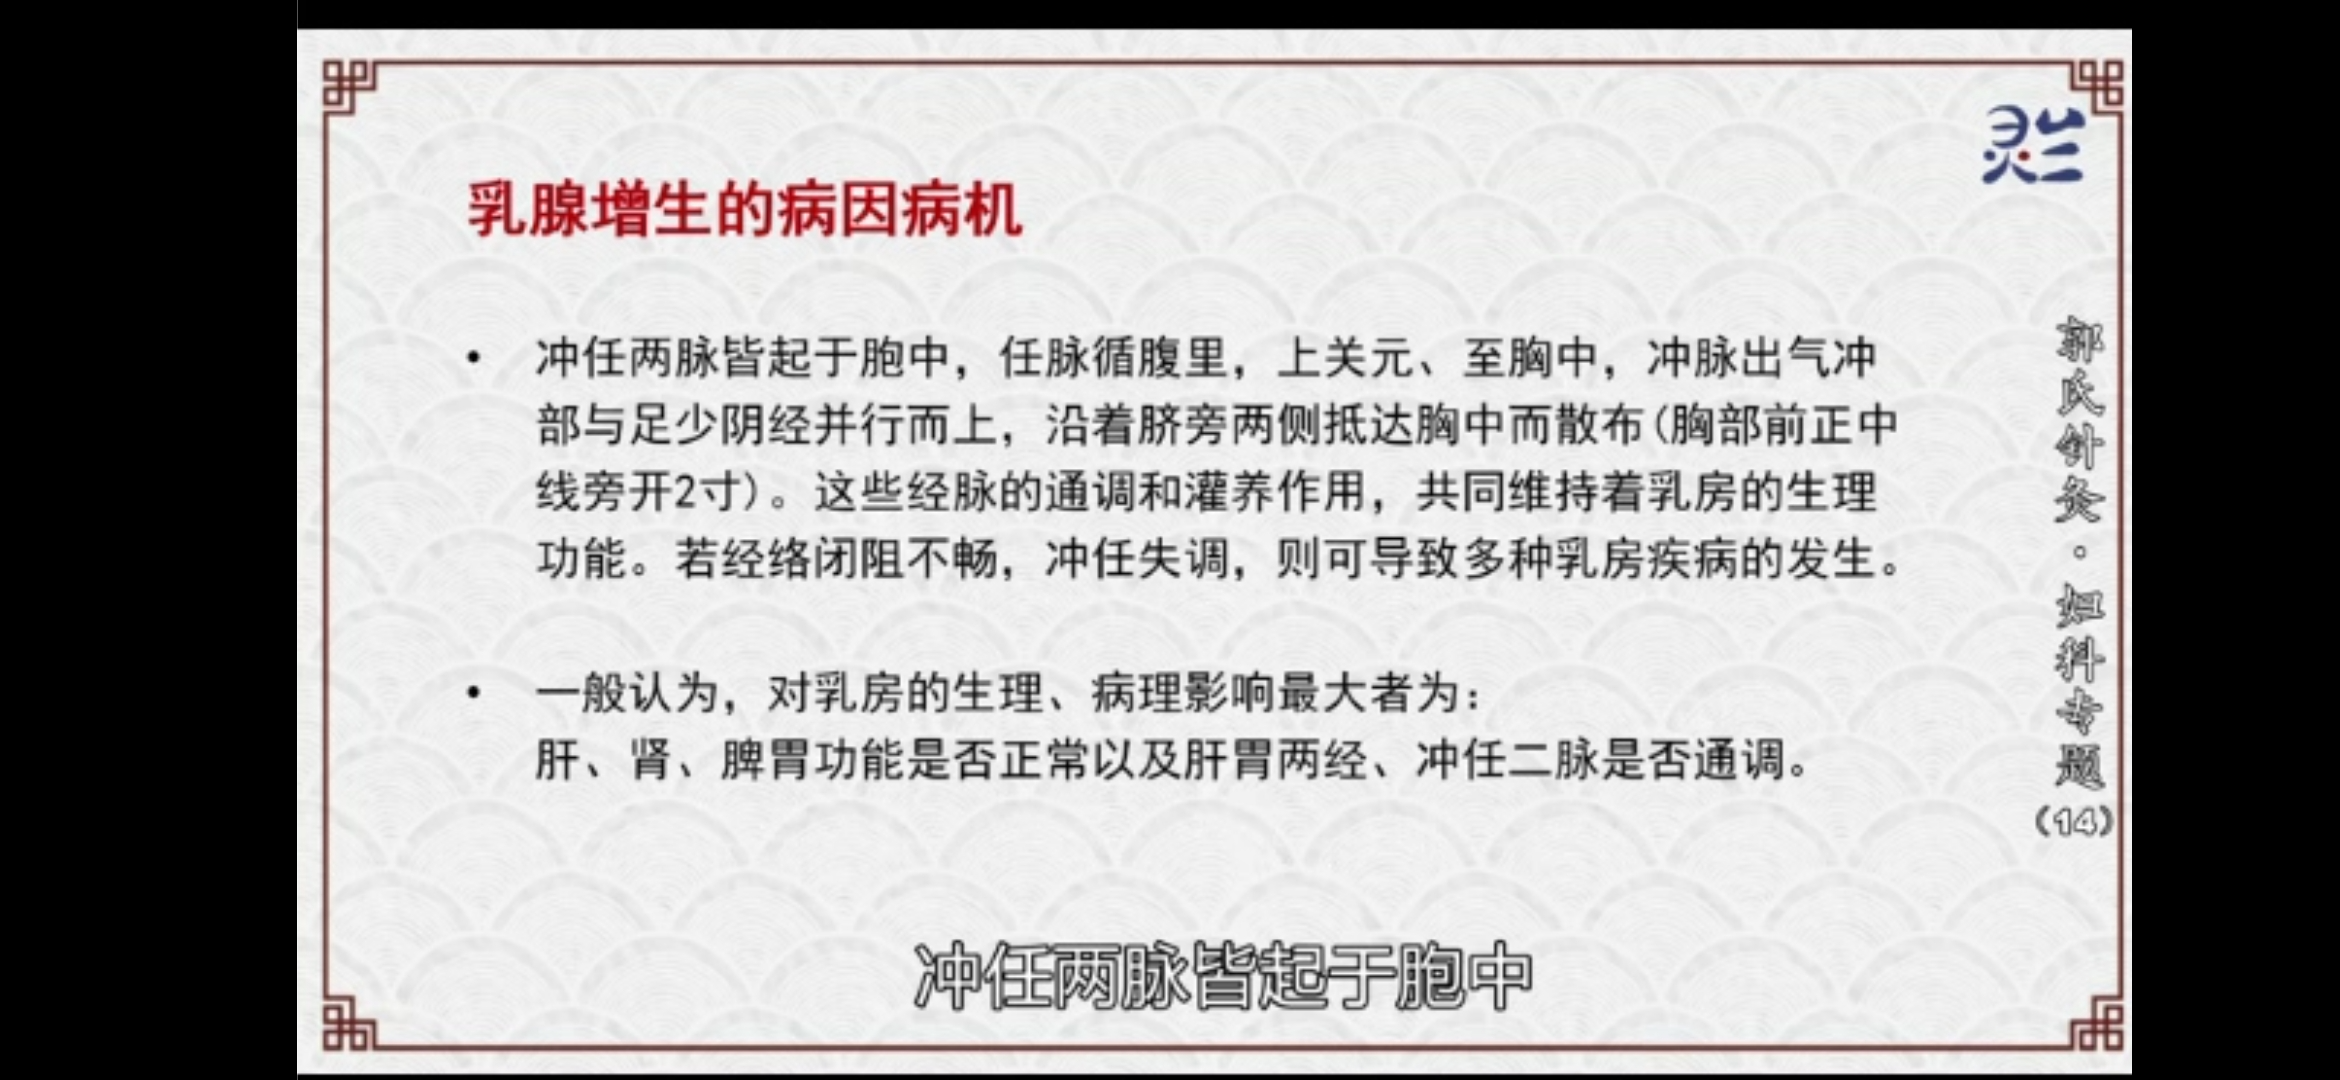 灵兰
乳腺增生的病因病机
• 冲任两脉皆起于胞中，任脉循腹里，上关元、至胸中，冲脉出气冲
部与足少阴经并行而上，沿着脐旁两侧抵达胸中而散布(胸部前正中
线旁开2寸)。这些经脉的通调和灌养作用，共同维持着乳房的生理
功能。若经络闭阻不畅，冲任失调，则可导致多种乳房疾病的发生。
• 一般认为，对乳房的生理、病理影响最大者为：
肝、肾、脾胃功能是否正常以及肝胃两经、冲任二脉是否通调。
郭氏针灸·妇科专题(14)
冲任两脉皆起于胞中